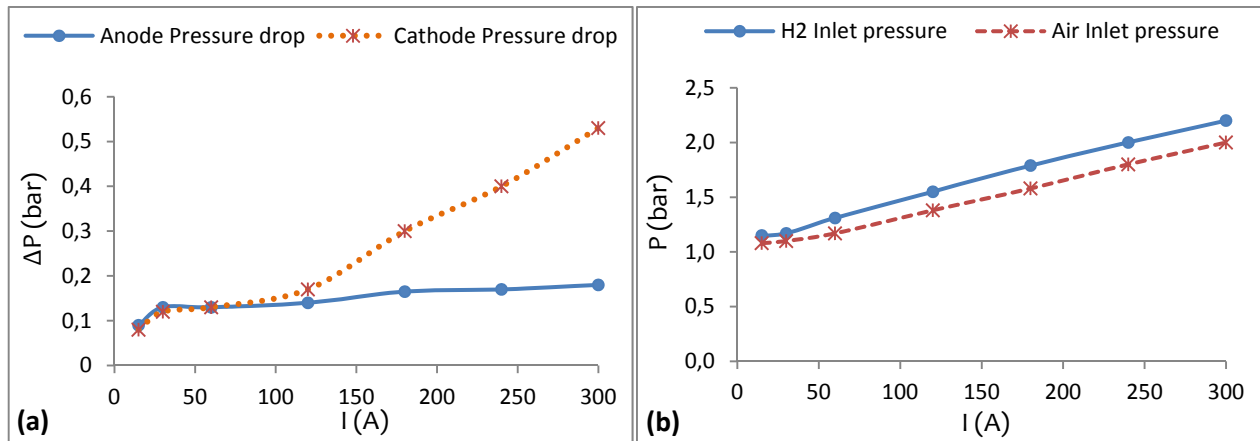 Anode Pressure drop
Cathode Pressure drop
0,6
0,5
0,4
0,3
0,2
0,1
0
ΔP (bar)
0 50 100 150 200 250 300
I (A)
(a)
H2 Inlet pressure
Air Inlet pressure
2,5
2,0
1,5
1,0
0,5
0,0
P (bar)
0 50 100 150 200 250 300
I (A)
(b)